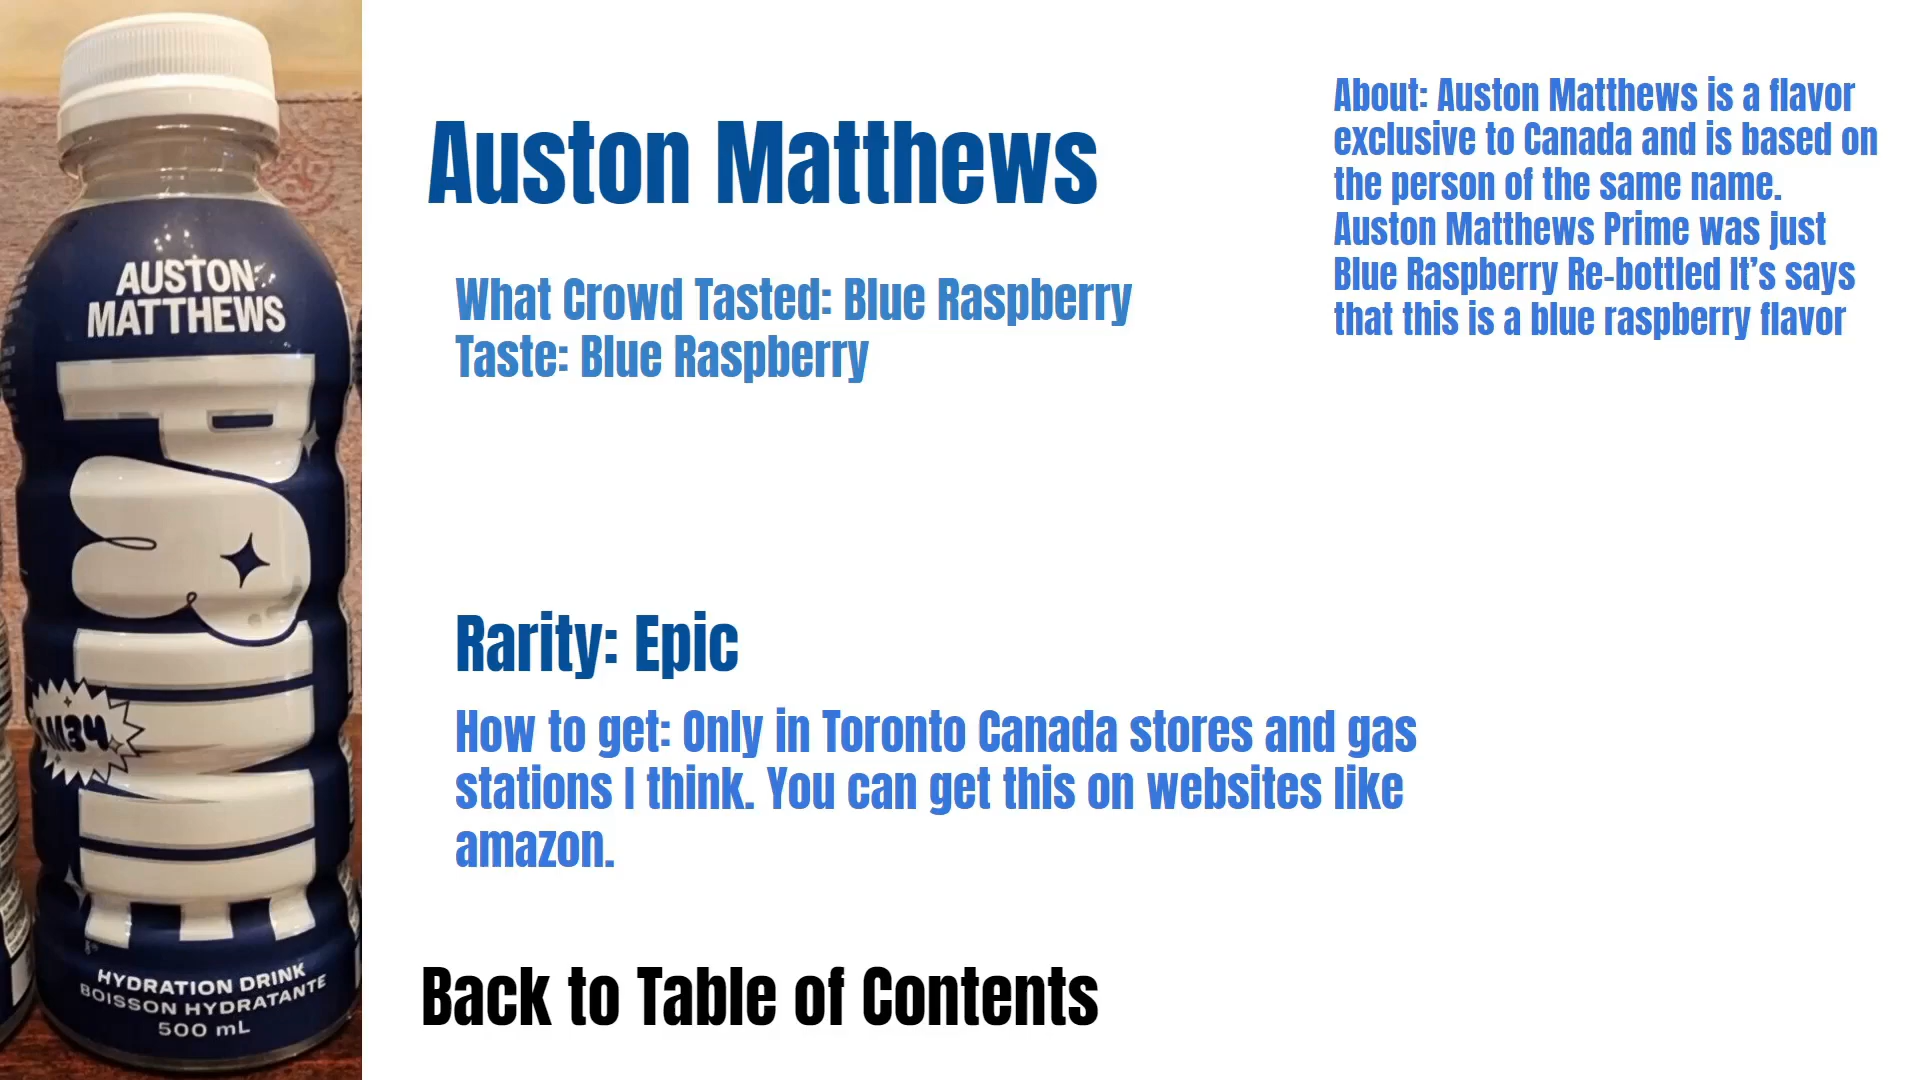 AUSTON
MATTHEWS
PRIME
AM34
HYDRATION DRINK
BOISSON HYDRATANTE
500 mL
Auston Matthews
What Crowd Tasted: Blue Raspberry
Taste: Blue Raspberry
Rarity: Epic
How to get: Only in Toronto Canada stores and gas
stations I think. You can get this on websites like
amazon.
Back to Table of Contents
About: Auston Matthews is a flavor
exclusive to Canada and is based on
the person of the same name.
Auston Matthews Prime was just
Blue Raspberry Re-bottled It’s says
that this is a blue raspberry flavor